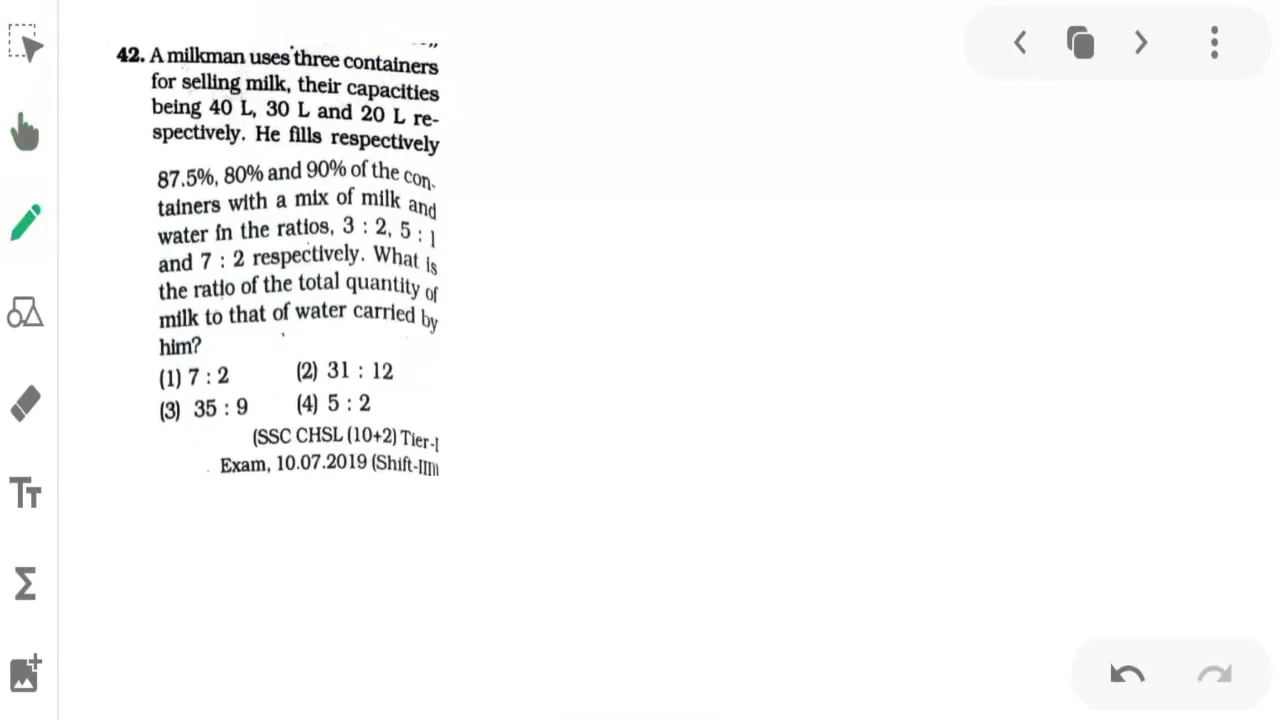 42. A milkman uses three containers
for selling milk, their capacities
being 40 L, 30 L and 20 L re-
spectively. He fills respectively
87.5%, 80% and 90% of the con-
tainers with a mix of milk and
water in the ratios, 3 : 2, 5 : 1
and 7 : 2 respectively. What is
the ratio of the total quantity of
milk to that of water carried by
him?
(1) 7 : 2 (2) 31 : 12
(3) 35 : 9 (4) 5 : 2
(SSC CHSL (10+2) Tier-I
Exam, 10.07.2019 (Shift-III)